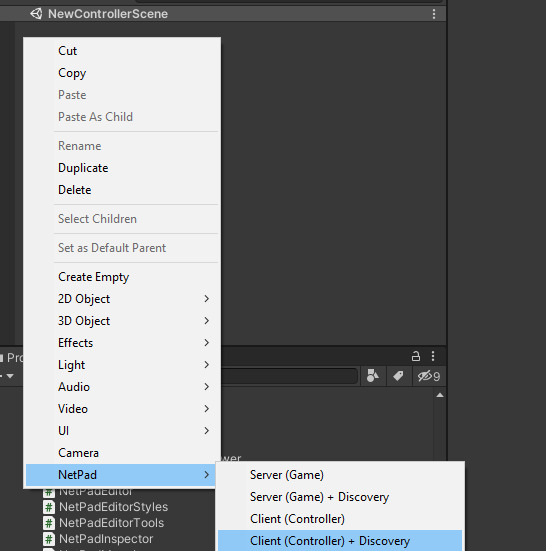 NewControllerScene
Cut
Copy
Paste
Paste As Child
Rename
Duplicate
Delete
Select Children
Set as Default Parent
Create Empty
2D Object
3D Object
Effects
Light
Audio
Video
UI
Camera
NetPad
Server (Game)
Server (Game) + Discovery
Client (Controller)
Client (Controller) + Discovery
Pro
9
wer
NetPadEditor
NetPadEditorStyles
NetPadEditorTools
NetPadInspector